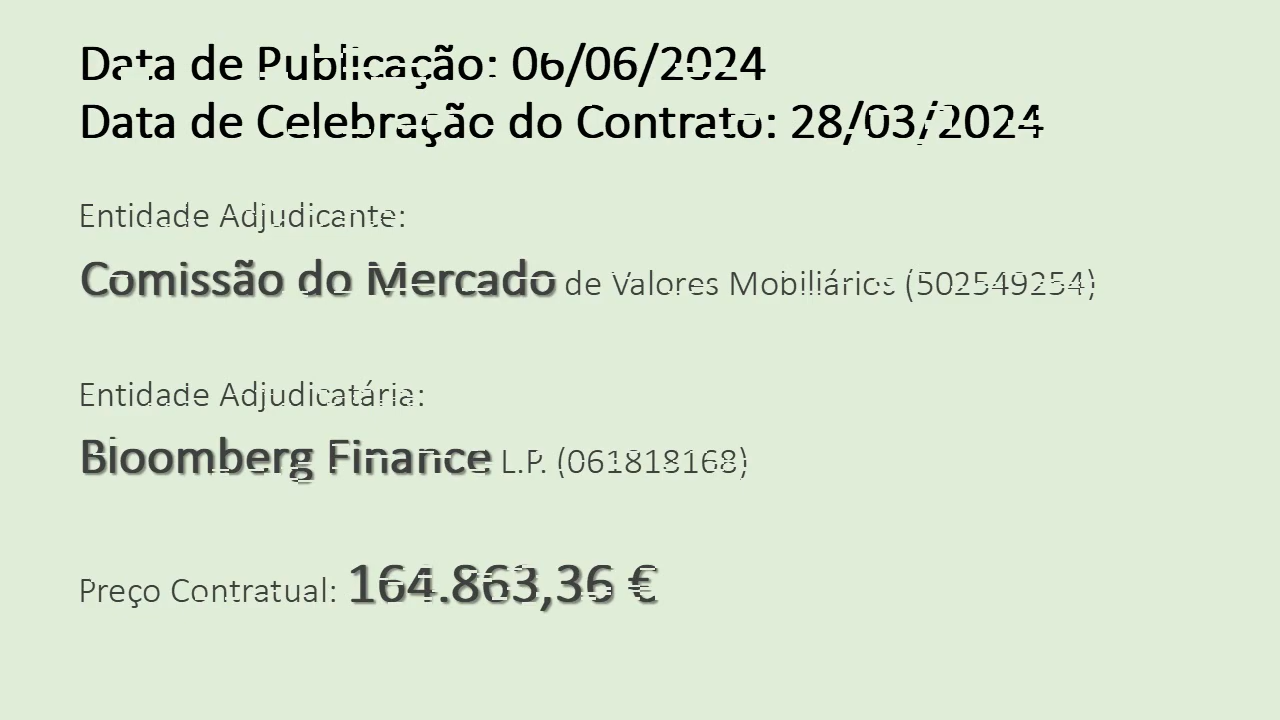 Data de Publicação: 06/06/2024
Data de Celebração do Contrato: 28/03/2024
Entidade Adjudicante:
Comissão do Mercado de Valores Mobiliários (502549254)
Entidade Adjudicatária:
Bloomberg Finance L.P. (061818168)
Preço Contratual: 164.863,36 €